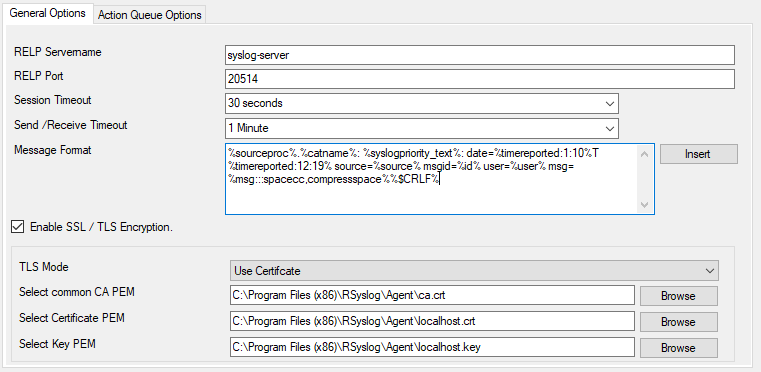 General Options Action Queue Options
RELP Servername syslog-server
RELP Port 20514
Session Timeout 30 seconds
Send /Receive Timeout 1 Minute
Message Format %sourceproc%.%catname%: %syslogpriority_text%: date=%timereported:1:10%T
%timereported:12:19% source=%source% msgid=%id% user=%user% msg=
%msg:::spacecc,compressspace%%$CRLF%
Insert
Enable SSL / TLS Encryption.
TLS Mode Use Certifcate
Select common CA PEM C:\Program Files (x86)\RSyslog\Agent\ca.crt Browse
Select Certificate PEM C:\Program Files (x86)\RSyslog\Agent\localhost.crt Browse
Select Key PEM C:\Program Files (x86)\RSyslog\Agent\localhost.key Browse